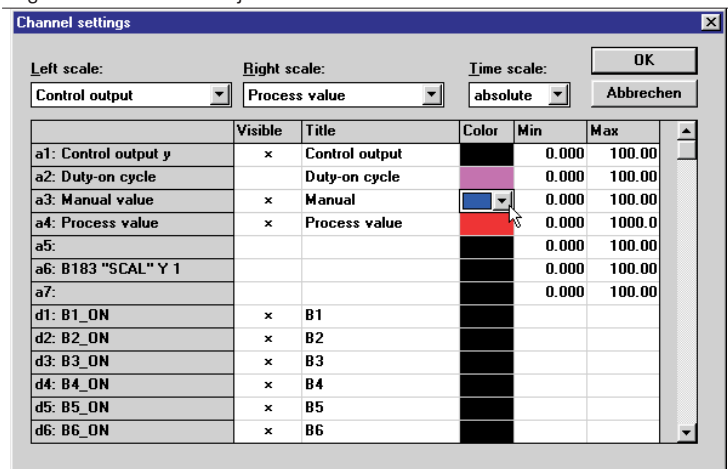 Channel settings
Left scale: Right scale: Time scale: OK
Control output Process value absolute Abbrechen
Visible Title Color Min Max
a1: Control output y × Control output 0.000 100.00
a2: Duty-on cycle Duty-on cycle 0.000 100.00
a3: Manual value × Manual 0.000 100.00
a4: Process value × Process value 0.000 1000.0
a5: 0.000 100.00
a6: B183 "SCAL" Y 1 0.000 100.00
a7: 0.000 100.00
d1: B1_ON × B1
d2: B2_ON × B2
d3: B3_ON × B3
d4: B4_ON × B4
d5: B5_ON × B5
d6: B6_ON × B6